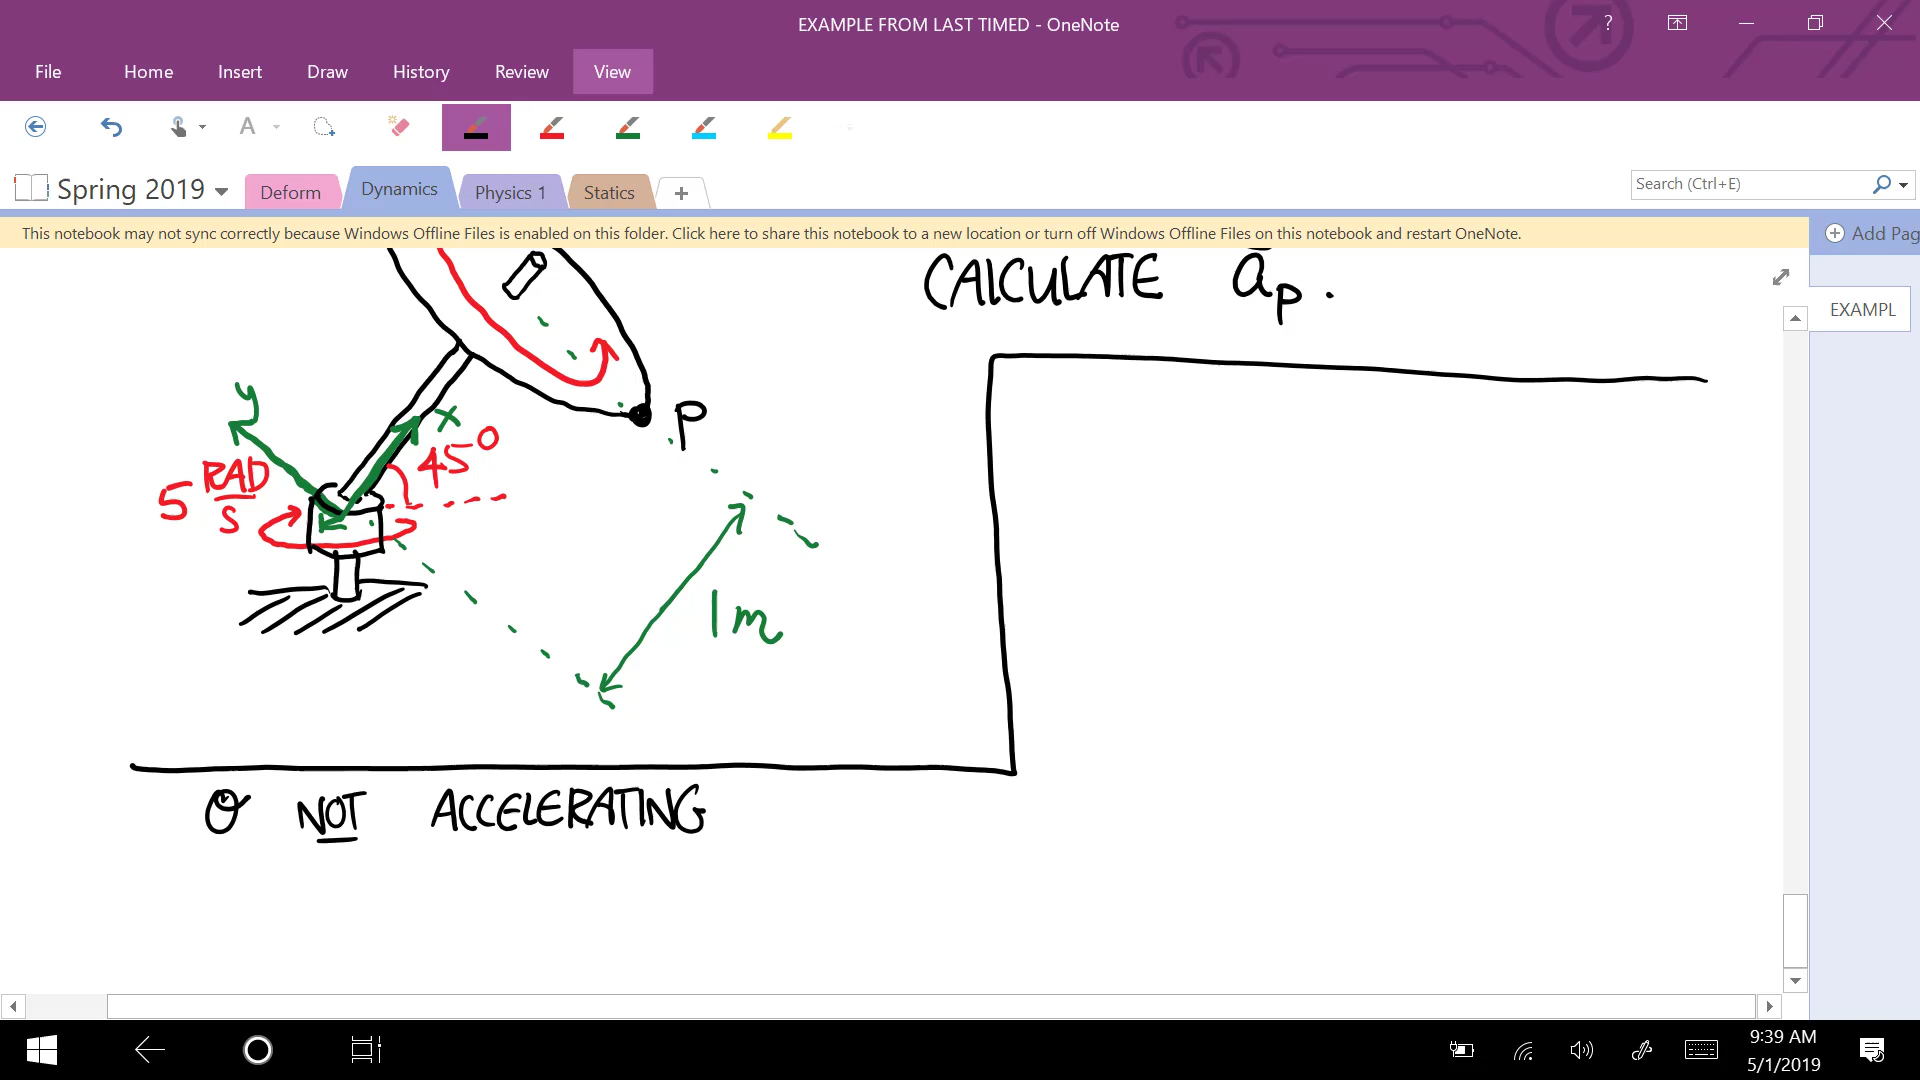 EXAMPLE FROM LAST TIMED - OneNote
?
File Home Insert Draw History Review View
A
Spring 2019 Deform Dynamics Physics 1 Statics +
Search (Ctrl+E)
This notebook may not sync correctly because Windows Offline Files is enabled on this folder. Click here to share this notebook to a new location or turn off Windows Offline Files on this notebook and restart OneNote.
Add Pag
EXAMPL
CALCULATE ap.
y
x
P
45°
5 RAD
S
1m
NOT ACCELERATING
9:39 AM
5/1/2019